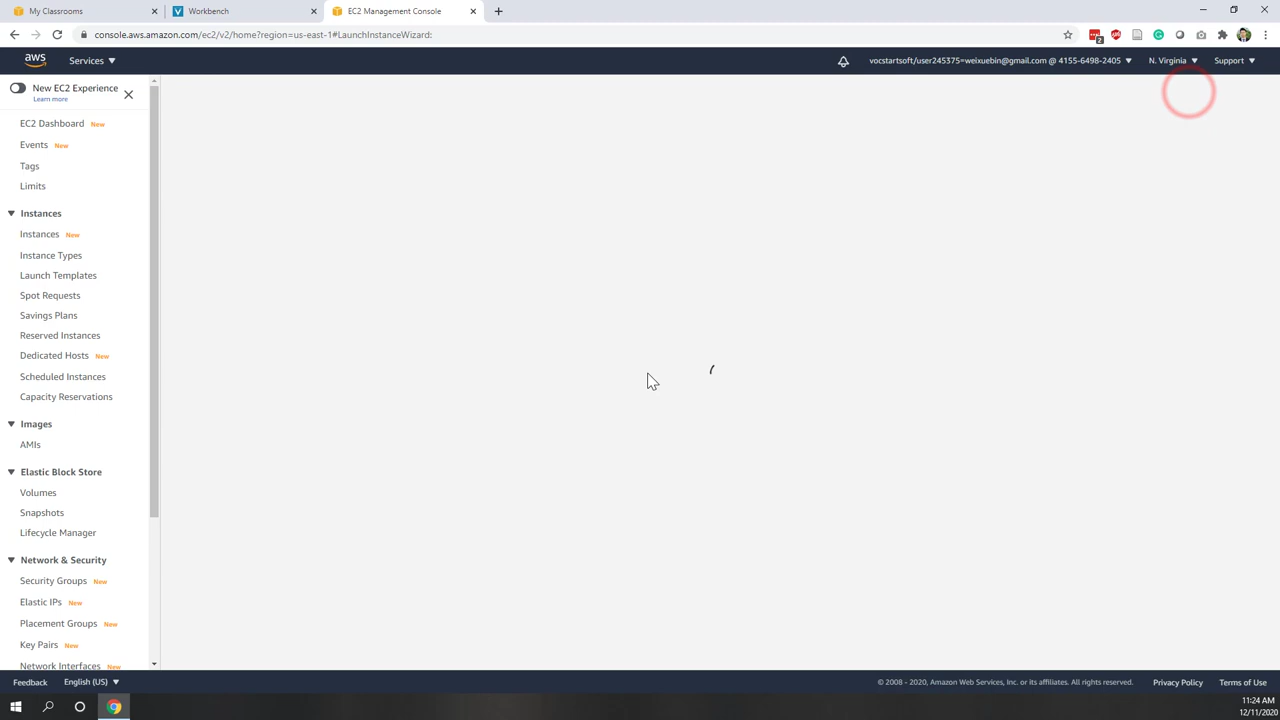 My Classrooms
Workbench
EC2 Management Console
console.aws.amazon.com/ec2/v2/home?region=us-east-1#LaunchInstanceWizard:
2
aws
Services
vocstartsoft/user245375=weixuebin@gmail.com @ 4155-6498-2405
N. Virginia
Support
New EC2 Experience
Learn more
EC2 Dashboard New
Events New
Tags
Limits
Instances
Instances New
Instance Types
Launch Templates
Spot Requests
Savings Plans
Reserved Instances
Dedicated Hosts New
Scheduled Instances
Capacity Reservations
Images
AMIs
Elastic Block Store
Volumes
Snapshots
Lifecycle Manager
Network & Security
Security Groups New
Elastic IPs New
Placement Groups New
Key Pairs New
Network Interfaces New
Feedback
English (US)
© 2008 - 2020, Amazon Web Services, Inc. or its affiliates. All rights reserved.
Privacy Policy
Terms of Use
11:24 AM
12/11/2020